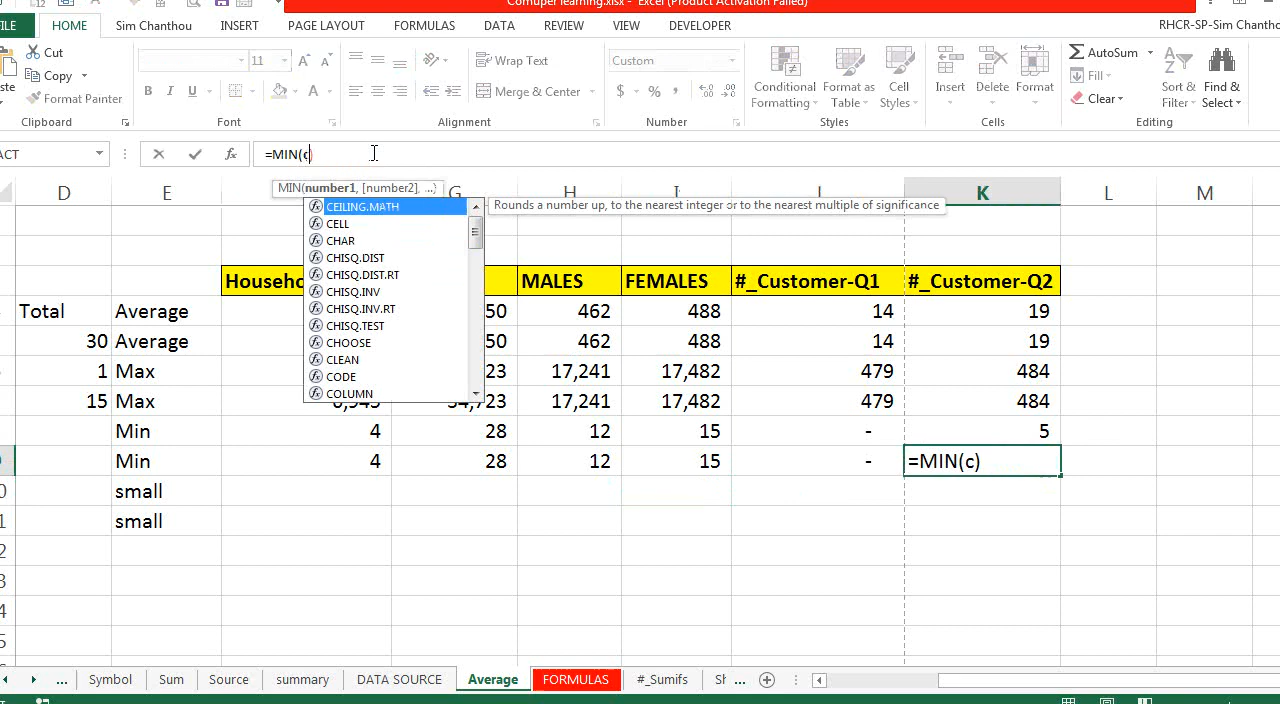 Comuper learning.xlsx - Excel (Product Activation Failed)
FILE HOME Sim Chanthou INSERT PAGE LAYOUT FORMULAS DATA REVIEW VIEW DEVELOPER RHCR-SP-Sim Chantho
Cut
Copy
Format Painter
Clipboard
11
B I U
Font
Wrap Text
Merge & Center
Alignment
Custom
$ % ,
Number
Conditional Formatting
Format as Table
Cell Styles
Styles
Insert
Delete
Format
Cells
AutoSum
Fill
Clear
Sort & Filter
Find & Select
Editing
=MIN(c)
MIN(number1, [number2], ...)
CEILING.MATH
CELL
CHAR
CHISQ.DIST
CHISQ.DIST.RT
CHISQ.INV
CHISQ.INV.RT
CHISQ.TEST
CHOOSE
CLEAN
CODE
COLUMN
Rounds a number up, to the nearest integer or to the nearest multiple of significance
D E G H I J K L M
MALES FEMALES #_Customer-Q1 #_Customer-Q2
Total Average 50 462 488 14 19
30 Average 50 462 488 14 19
1 Max 23 17,241 17,482 479 484
15 Max 17,241 17,482 479 484
Min 4 28 12 15 - 5
Min 4 28 12 15 - =MIN(c)
small
small
... Symbol Sum Source summary DATA SOURCE Average FORMULAS #_Sumifs Sh ...